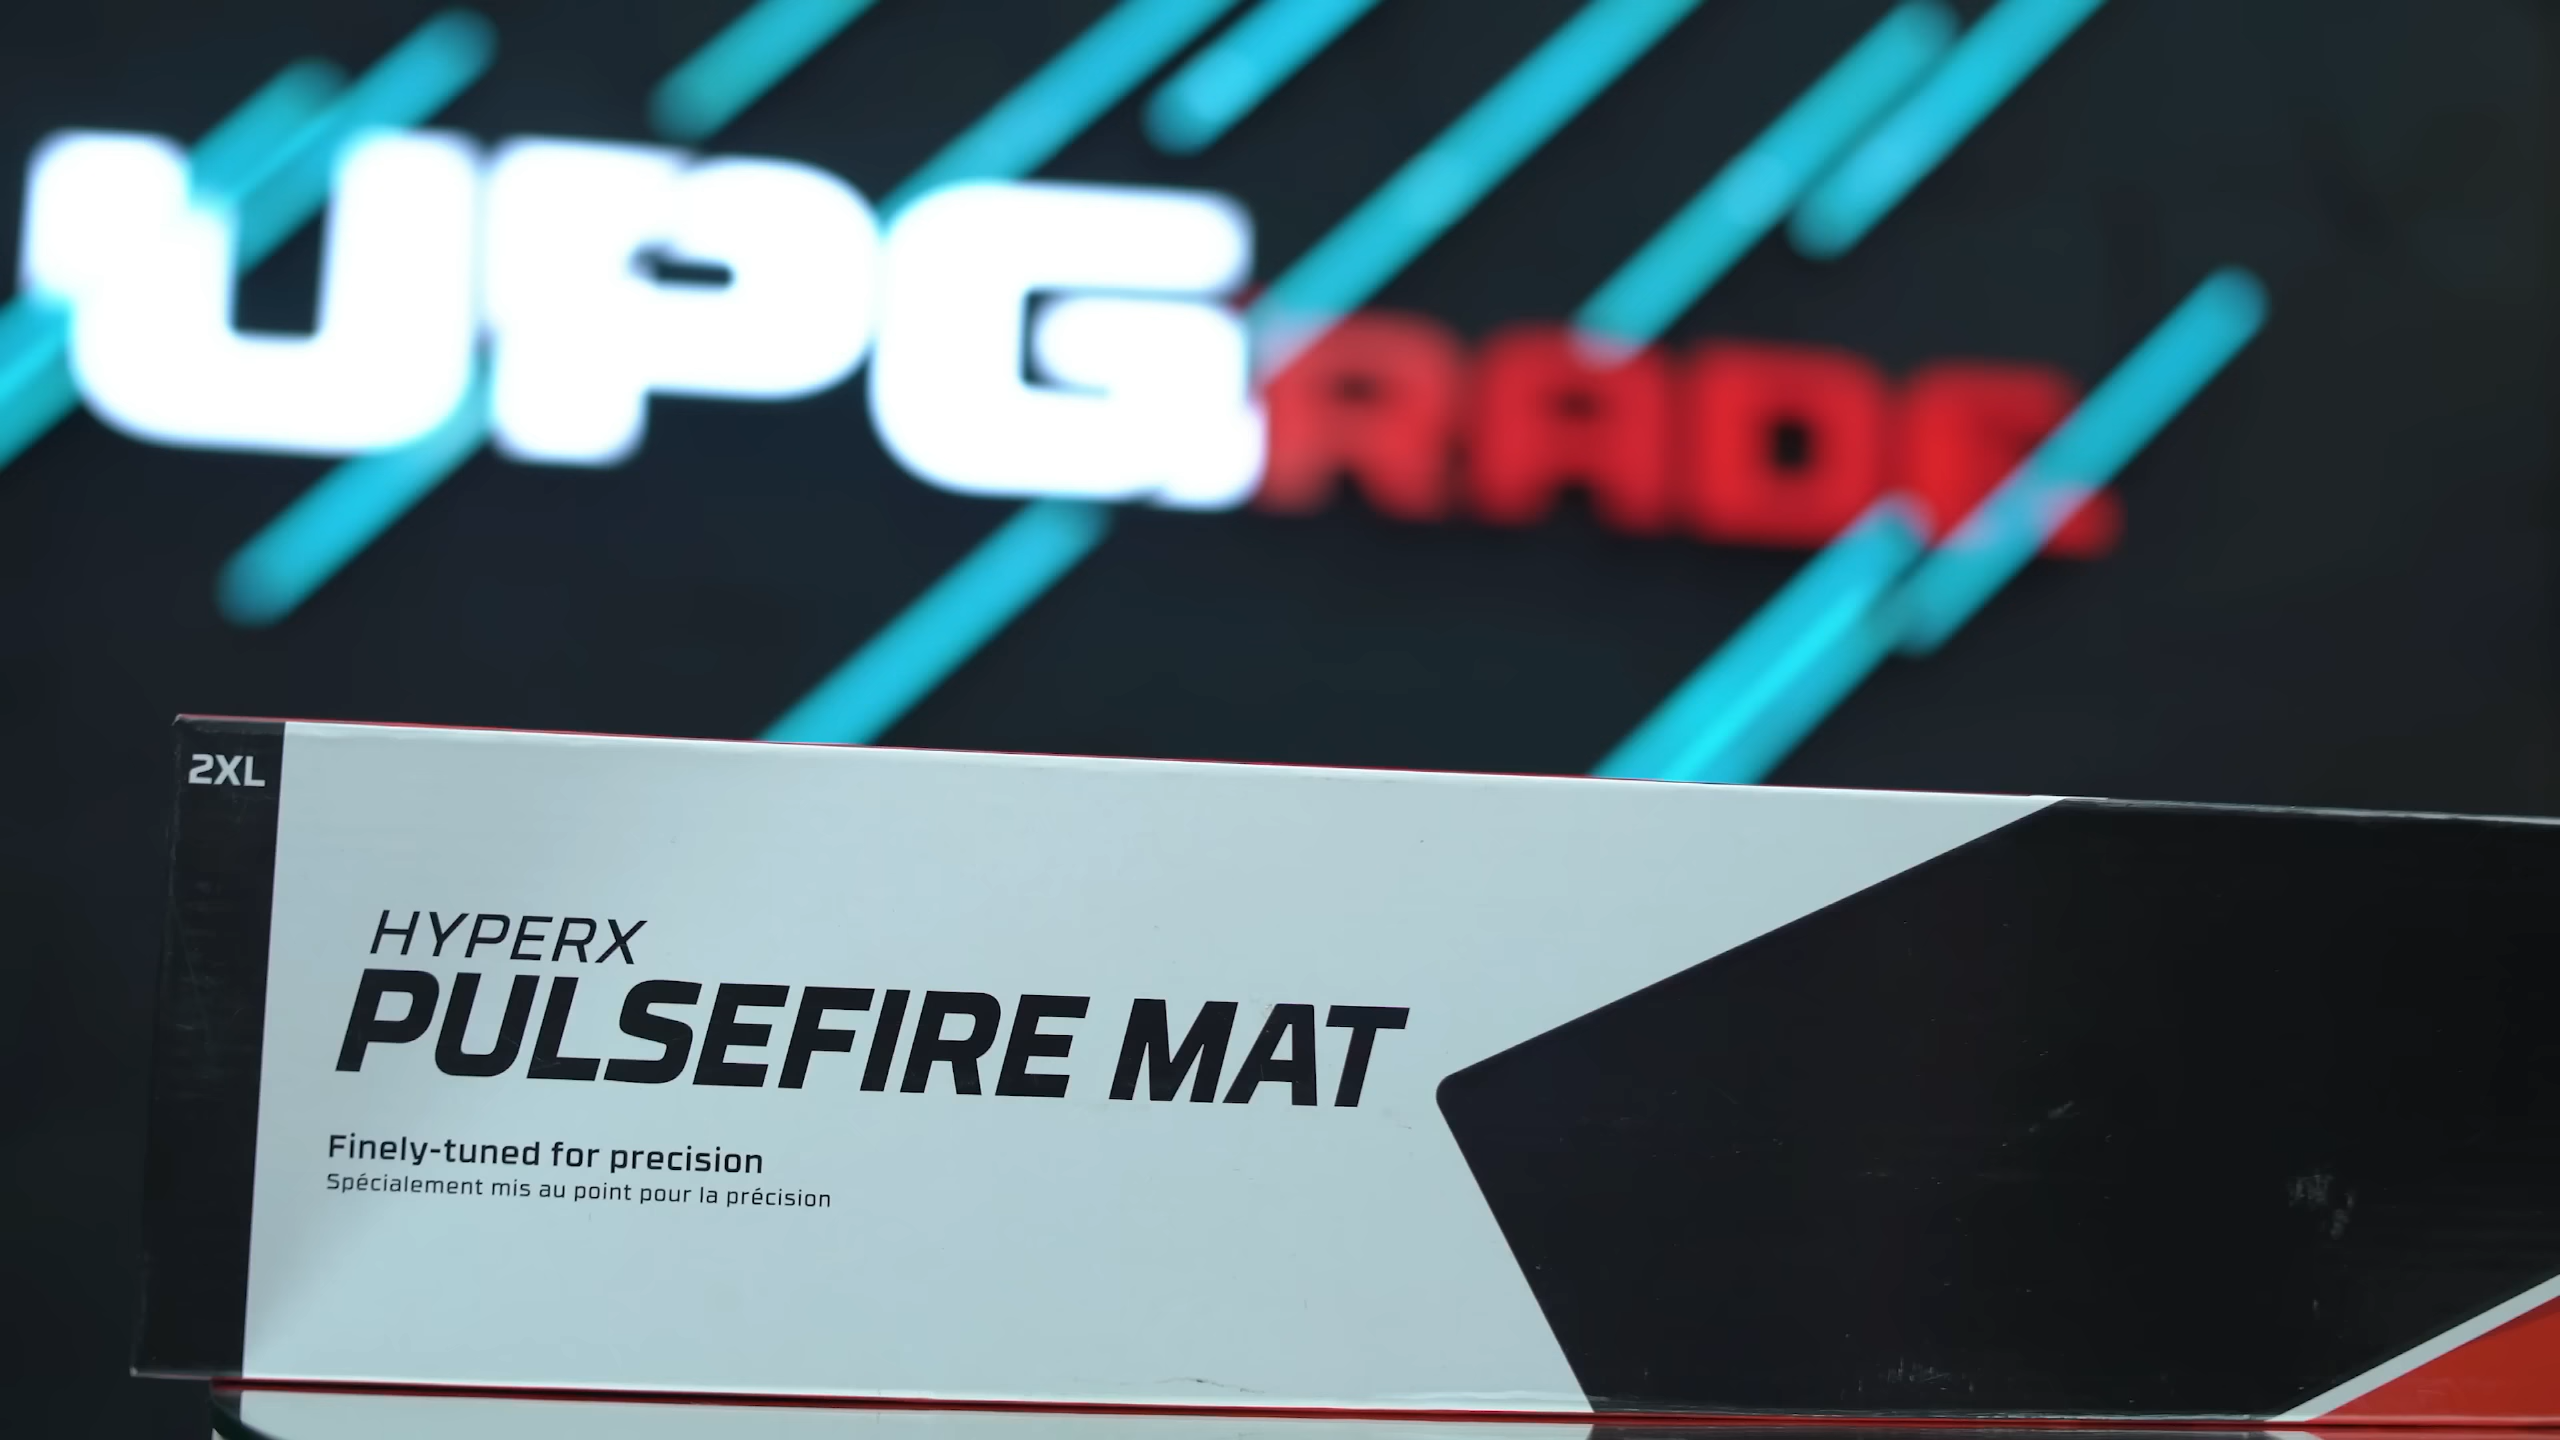 UPGRADE
2XL
HYPERX
PULSEFIRE MAT
Finely-tuned for precision
Spécialement mis au point pour la précision